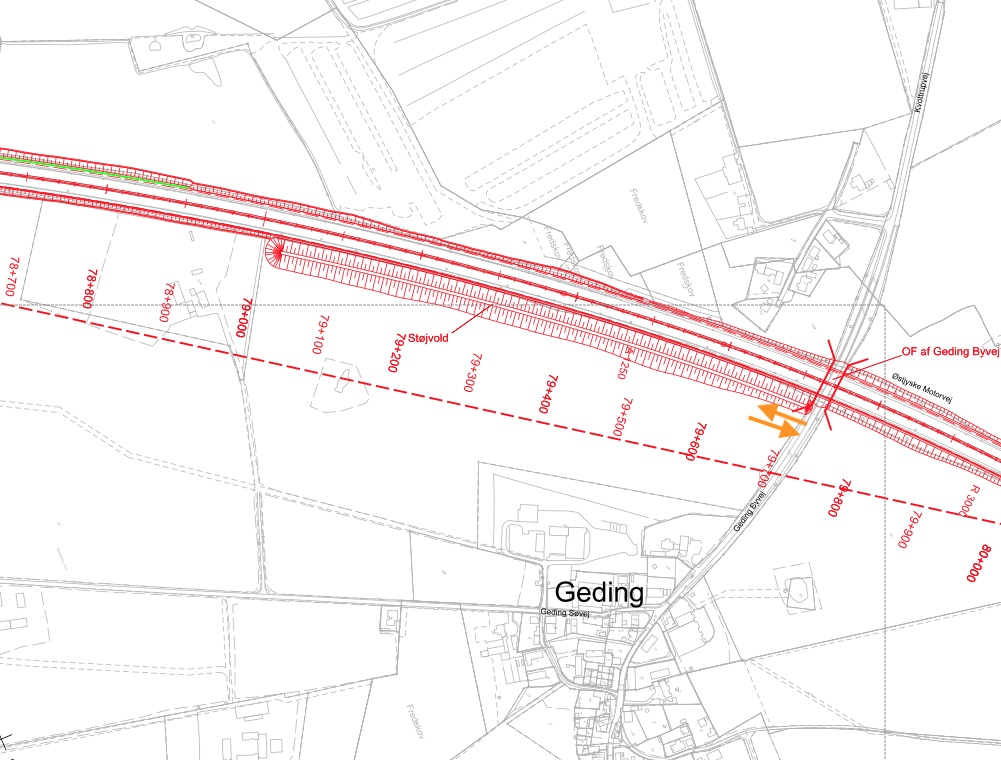 Kvottrupvej
Fredskov
Fredskov
Fredskov
Fredskov
Fredskov
78+700
78+800
78+900
79+000
79+100
79+200
Støjvold
79+300
79+400
79+500
79+600
79+700
79+800
79+900
80+000
R 3000
OF af Geding Byvej
Østjyske Motorvej
Geding Byvej
Geding
Geding Søvej
Fredskov